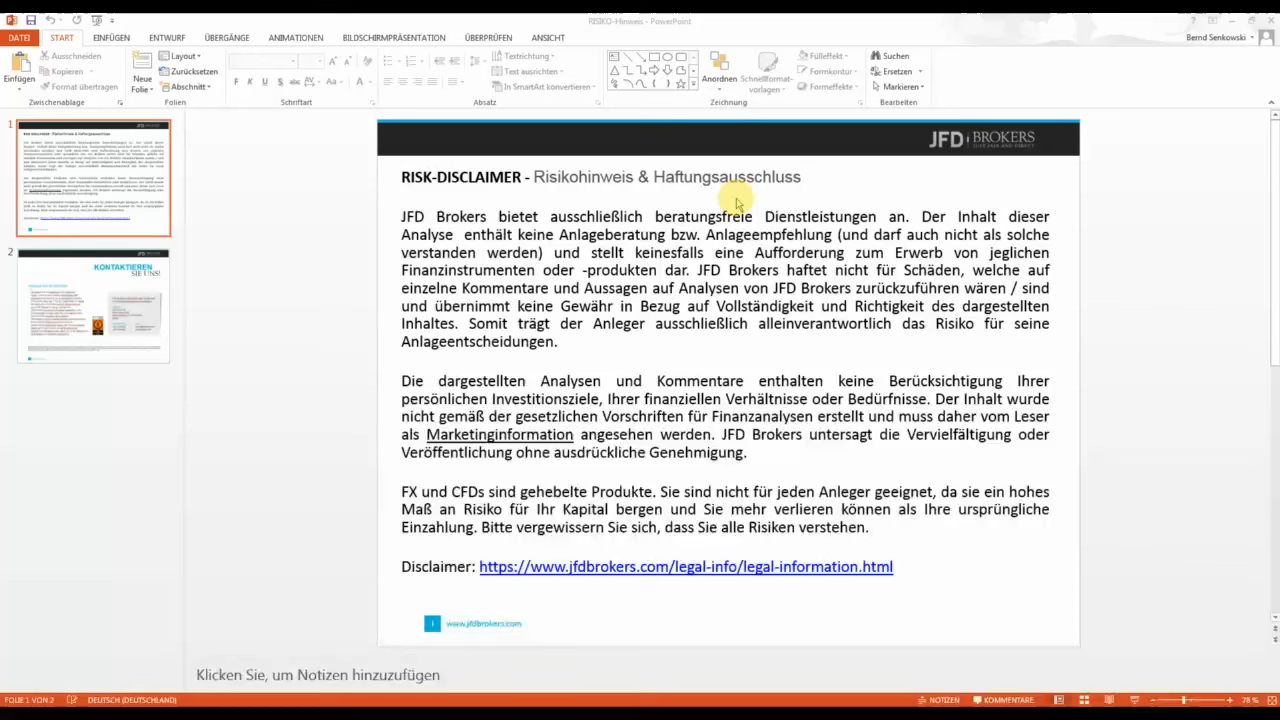 RISIKO-Hinweis - PowerPoint
DATEI START EINFÜGEN ENTWURF ÜBERGÄNGE ANIMATIONEN BILDSCHIRMPRÄSENTATION ÜBERPRÜFEN ANSICHT Bernd Senkowski
Ausschneiden Layout Textrichtung Fülleffekt Suchen
Kopieren Zurücksetzen Text ausrichten Formkontur Ersetzen
Einfügen Format übertragen Neue Folie Abschnitt In SmartArt konvertieren Anordnen Schnellformat-vorlagen Formeffekte Markieren
Zwischenablage Folien Schriftart Absatz Zeichnung Bearbeiten
1
2
KONTAKTIEREN
SIE UNS!
JFD BROKERS
RISK-DISCLAIMER - Risikohinweis & Haftungsausschuss
JFD Brokers bietet ausschließlich beratungsfreie Dienstleistungen an. Der Inhalt dieser
Analyse enthält keine Anlageberatung bzw. Anlageempfehlung (und darf auch nicht als solche
verstanden werden) und stellt keinesfalls eine Aufforderung zum Erwerb von jeglichen
Finanzinstrumenten oder -produkten dar. JFD Brokers haftet nicht für Schäden, welche auf
einzelne Kommentare und Aussagen auf Analysen von JFD Brokers zurückzuführen wären / sind
und übernimmt keine Gewähr in Bezug auf Vollständigkeit und Richtigkeit des dargestellten
Inhaltes. Somit trägt der Anleger ausschließlich alleinverantwortlich das Risiko für seine
Anlageentscheidungen.
Die dargestellten Analysen und Kommentare enthalten keine Berücksichtigung Ihrer
persönlichen Investitionsziele, Ihrer finanziellen Verhältnisse oder Bedürfnisse. Der Inhalt wurde
nicht gemäß der gesetzlichen Vorschriften für Finanzanalysen erstellt und muss daher vom Leser
als Marketinginformation angesehen werden. JFD Brokers untersagt die Vervielfältigung oder
Veröffentlichung ohne ausdrückliche Genehmigung.
FX und CFDs sind gehebelte Produkte. Sie sind nicht für jeden Anleger geeignet, da sie ein hohes
Maß an Risiko für Ihr Kapital bergen und Sie mehr verlieren können als Ihre ursprüngliche
Einzahlung. Bitte vergewissern Sie sich, dass Sie alle Risiken verstehen.
Disclaimer: https://www.jfdbrokers.com/legal-info/legal-information.html
www.jfdbrokers.com
Klicken Sie, um Notizen hinzuzufügen
FOLIE 1 VON 2 DEUTSCH (DEUTSCHLAND) NOTIZEN KOMMENTARE 78 %